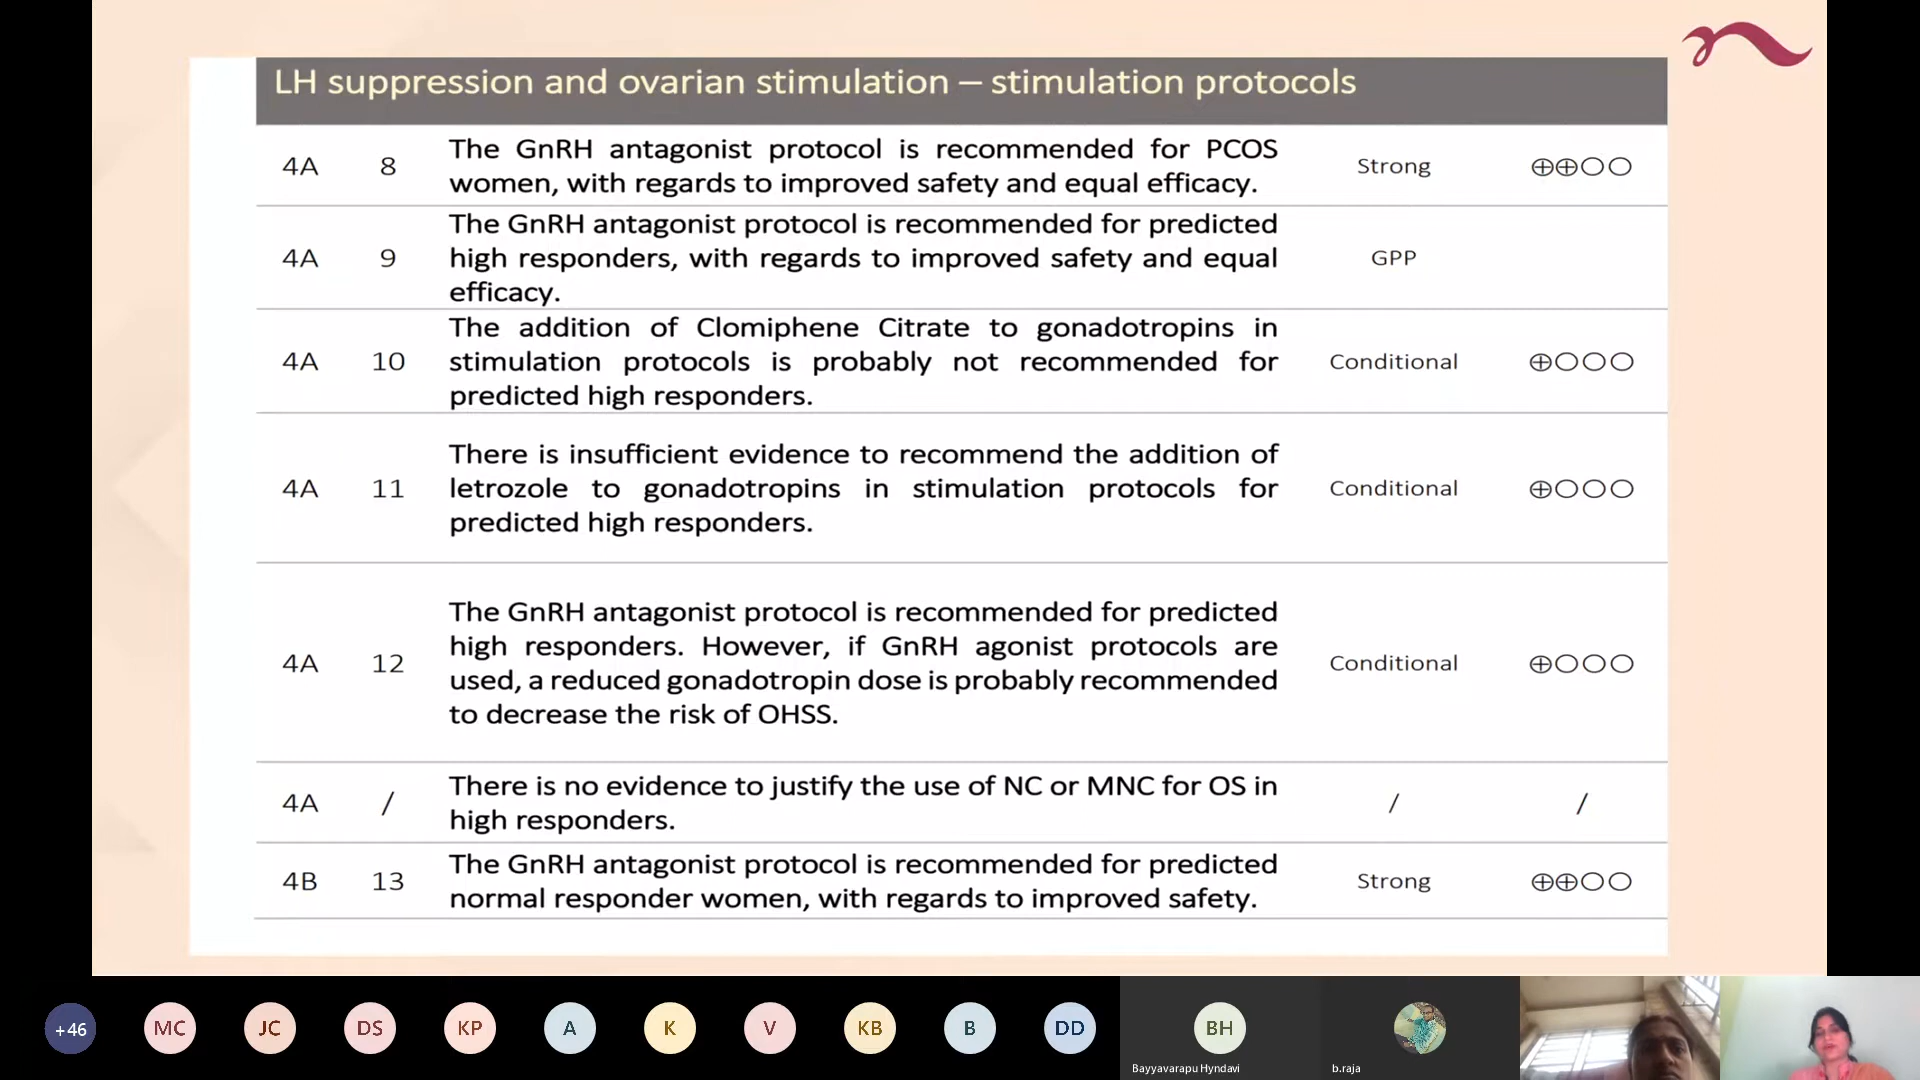 LH suppression and ovarian stimulation – stimulation protocols
4A 8 The GnRH antagonist protocol is recommended for PCOS
women, with regards to improved safety and equal efficacy. Strong ⊕⊕○○
4A 9 The GnRH antagonist protocol is recommended for predicted
high responders, with regards to improved safety and equal
efficacy. GPP
4A 10 The addition of Clomiphene Citrate to gonadotropins in
stimulation protocols is probably not recommended for
predicted high responders. Conditional ⊕○○○
4A 11 There is insufficient evidence to recommend the addition of
letrozole to gonadotropins in stimulation protocols for
predicted high responders. Conditional ⊕○○○
4A 12 The GnRH antagonist protocol is recommended for predicted
high responders. However, if GnRH agonist protocols are
used, a reduced gonadotropin dose is probably recommended
to decrease the risk of OHSS. Conditional ⊕○○○
4A / There is no evidence to justify the use of NC or MNC for OS in
high responders. / /
4B 13 The GnRH antagonist protocol is recommended for predicted
normal responder women, with regards to improved safety. Strong ⊕⊕○○
+46 MC JC DS KP A K V KB B DD BH
Bayyavarapu Hyndavi b.raja